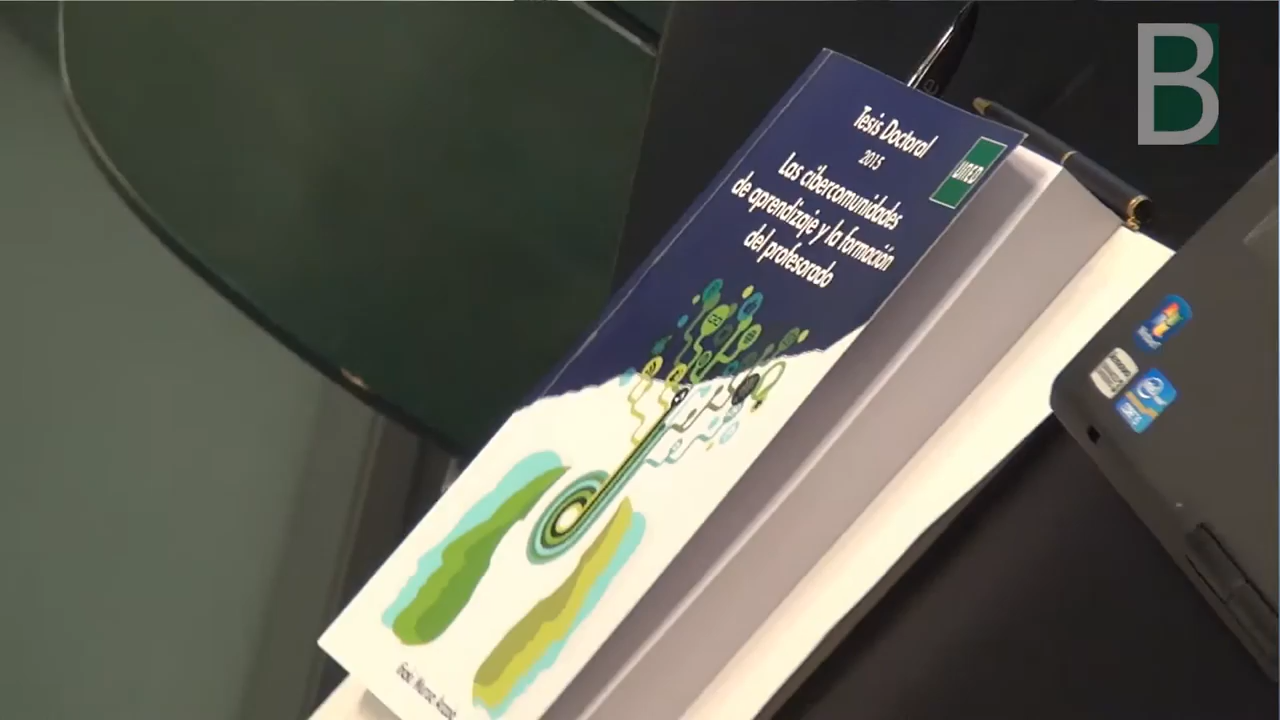 B
Tesis Doctoral
2015
UNED
Las cibercomunidades
de aprendizaje y la formación
del profesorado